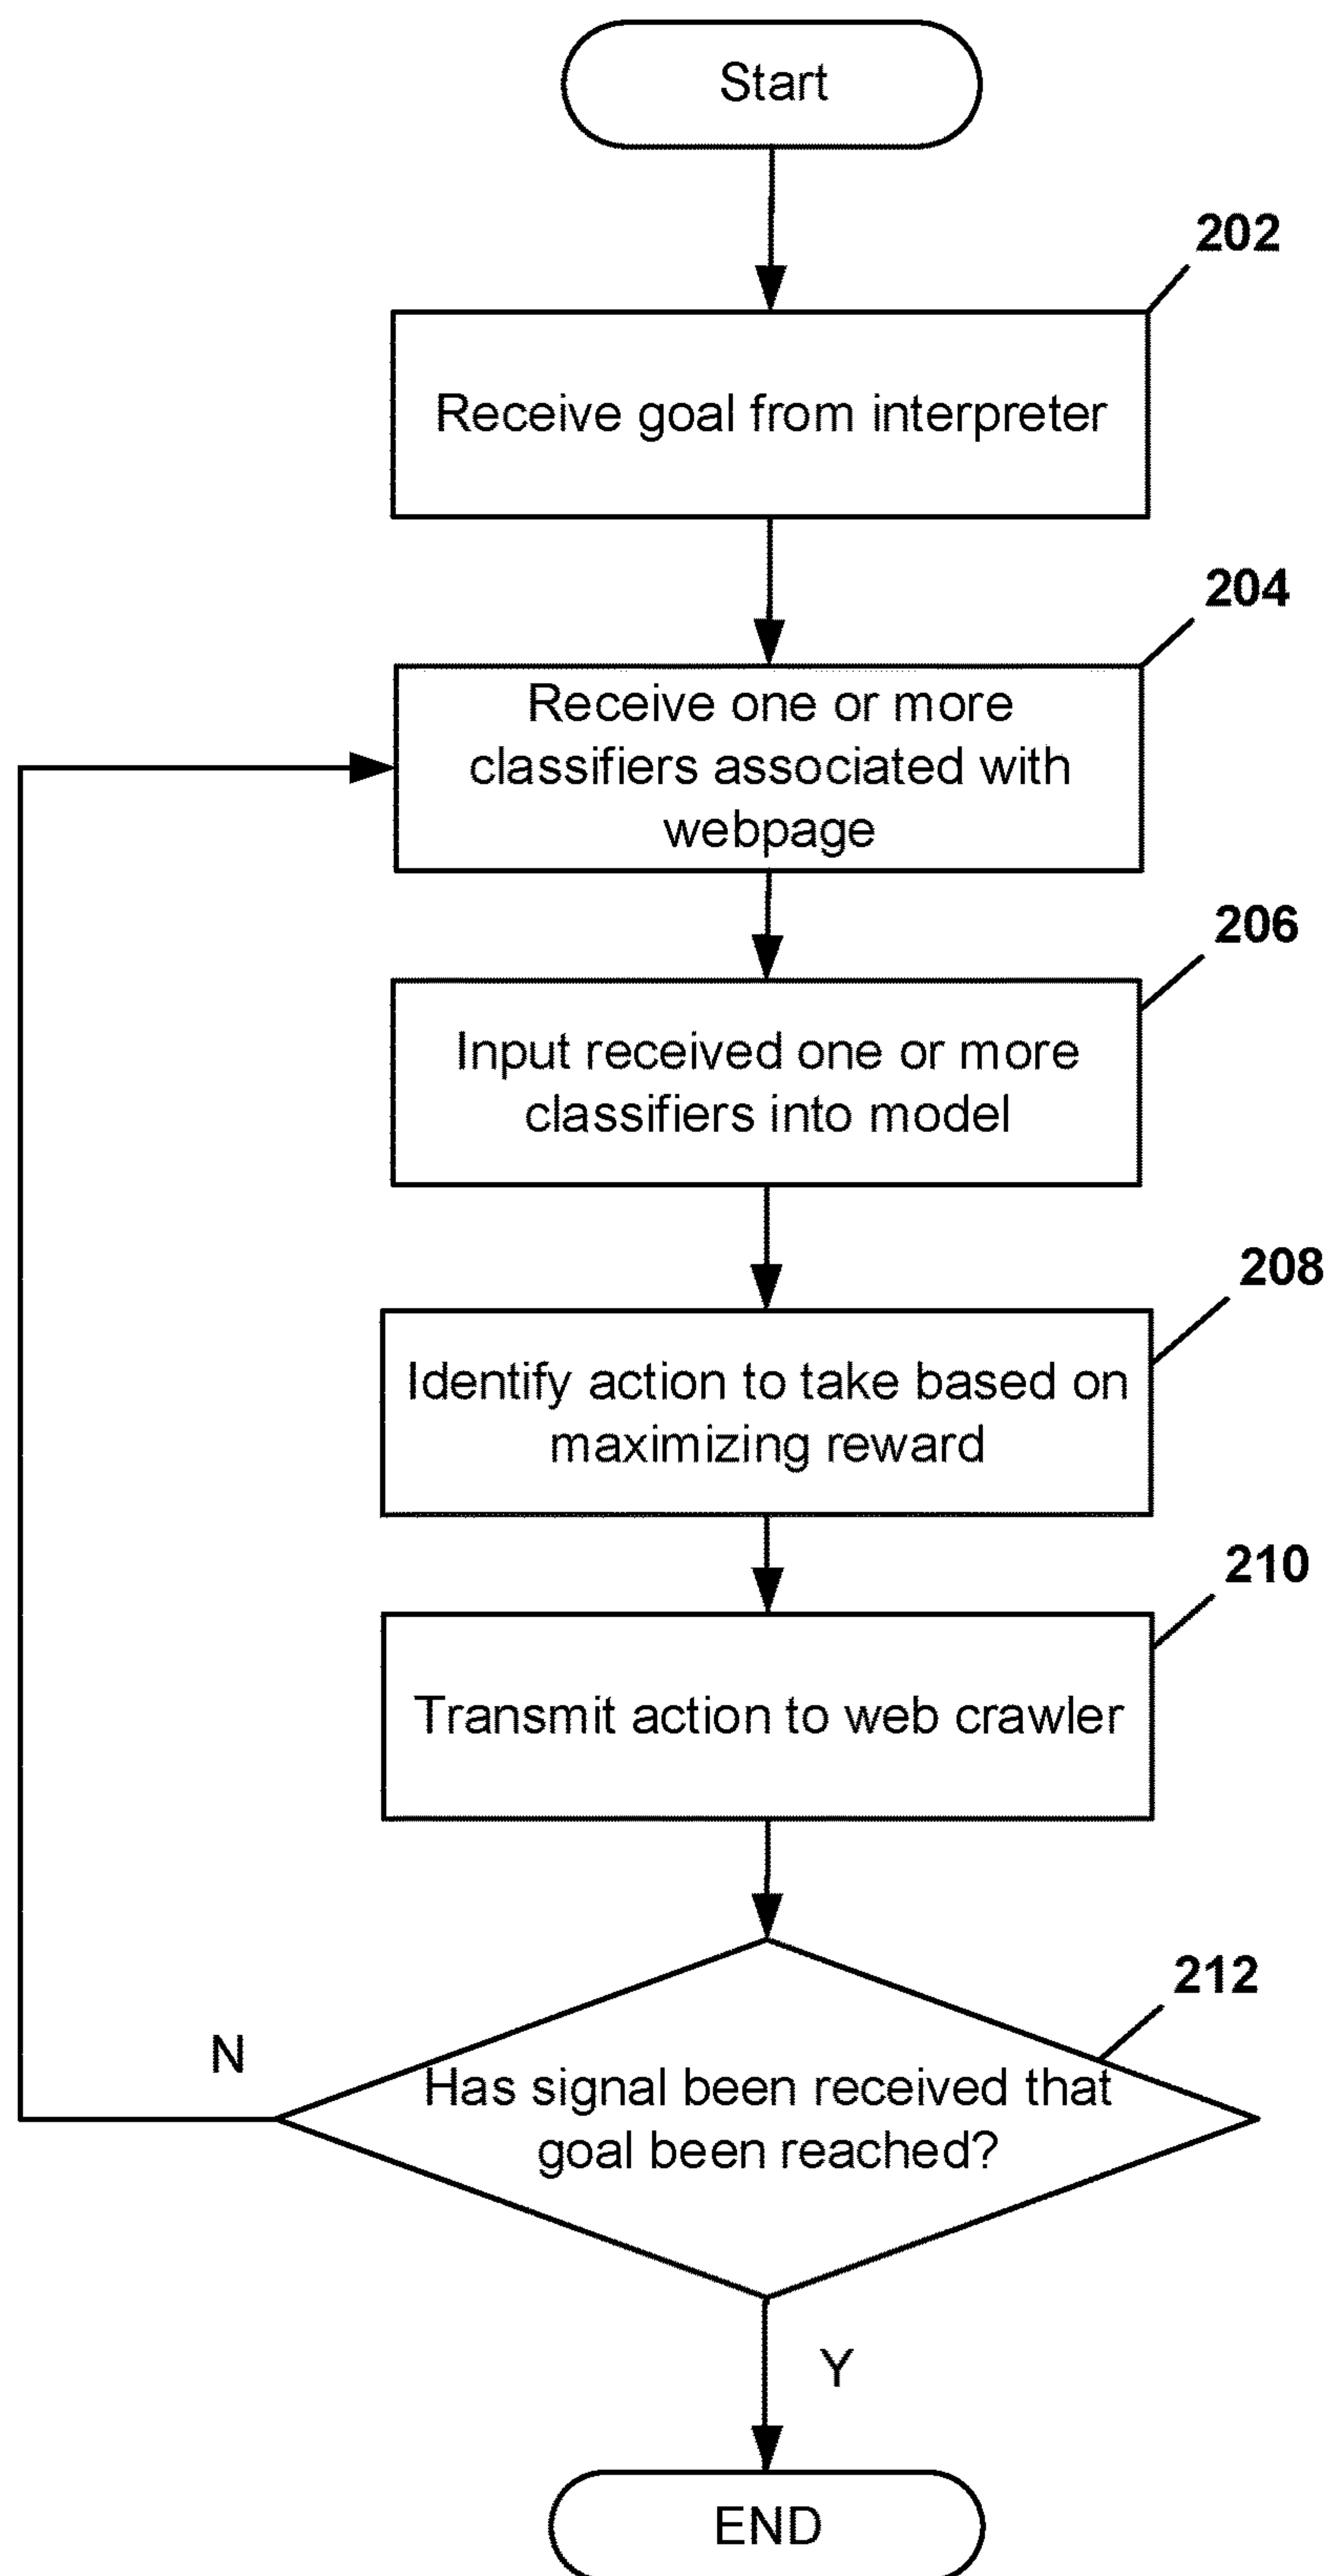 Start
202
Receive goal from interpreter
204
Receive one or more
classifiers associated with
webpage
206
Input received one or more
classifiers into model
208
Identify action to take based on
maximizing reward
210
Transmit action to web crawler
212
N
Has signal been received that
goal been reached?
Y
END